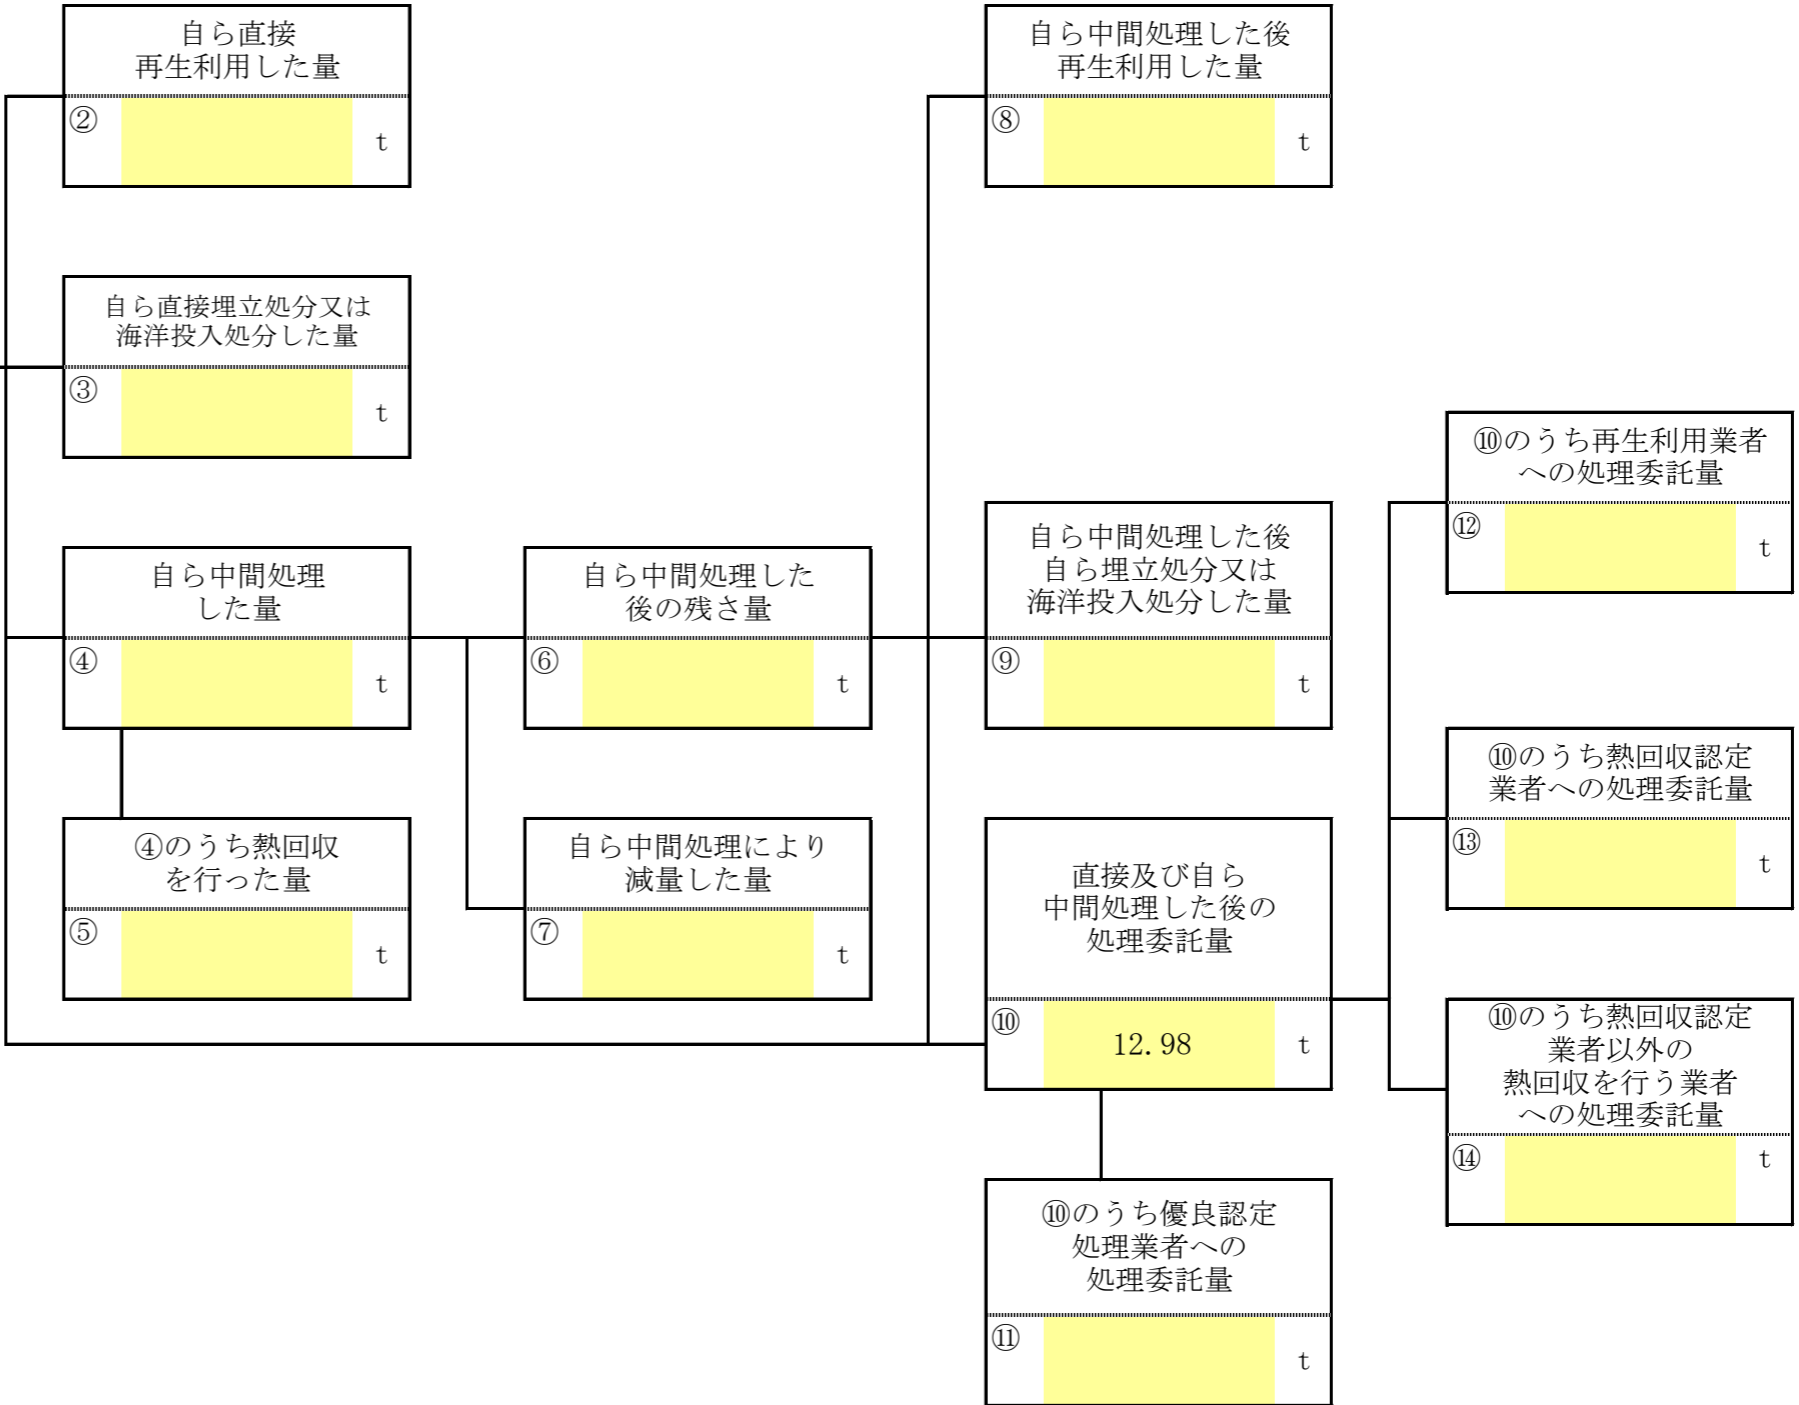 自ら直接
再生利用した量
②
t
自ら直接埋立処分又は
海洋投入処分した量
③
t
自ら中間処理
した量
④
t
④のうち熱回収
を行った量
⑤
t
自ら中間処理した
後の残さ量
⑥
t
自ら中間処理により
減量した量
⑦
t
自ら中間処理した後
再生利用した量
⑧
t
自ら中間処理した後
自ら埋立処分又は
海洋投入処分した量
⑨
t
直接及び自ら
中間処理した後の
処理委託量
⑩ 12.98 t
⑩のうち優良認定
処理業者への
処理委託量
⑪
t
⑩のうち再生利用業者
への処理委託量
⑫
t
⑩のうち熱回収認定
業者への処理委託量
⑬
t
⑩のうち熱回収認定
業者以外の
熱回収を行う業者
への処理委託量
⑭ t